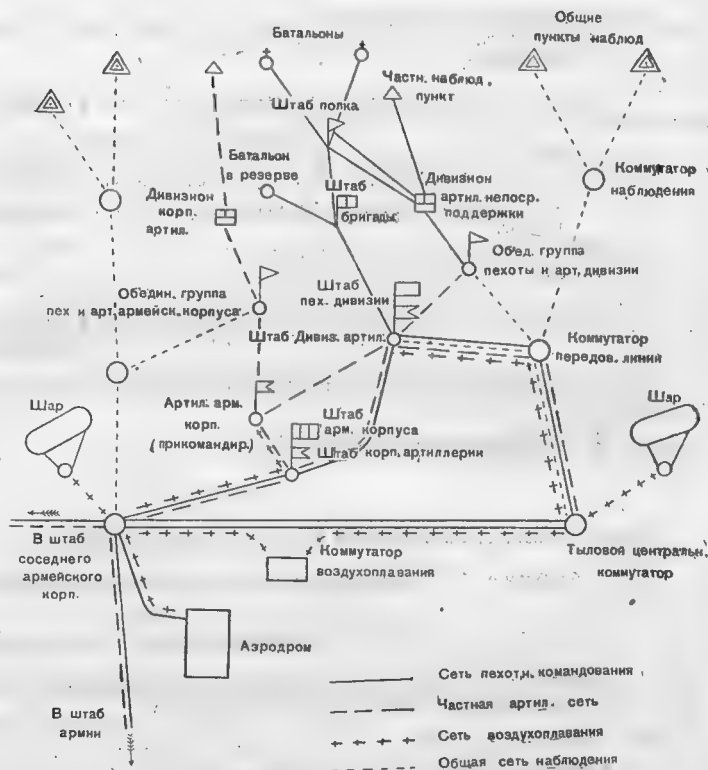 Общие
пункты наблюд
Батальоны
Частн. наблюд.
пункт
Штаб полка
Батальон
в резерве
Коммутатор
наблюдения
Дивизион
корп.
артил.
Штаб
бригады
Дивизион
артил. непоср.
поддержки
Объед. группа
пехоты и арт. дивизии
Штаб
пех. дивизии
Объедин. группа
пех и арт. армейск. корпуса
Штаб Дивиз. артил.
Коммутатор
передов. линий
Шар
Артил. арм.
корп.
(прикомандир.)
Штаб
арм. корпуса
Штаб корп. артиллерии
Шар
В штаб
соседнего
армейского
корп.
Коммутатор
воздухоплавания
Тыловой центральн.
коммутатор
Аэродром
В штаб
армии
Сеть пехотн. командования
Частная артил. сеть
Сеть воздухоплавания
Общая сеть наблюдения